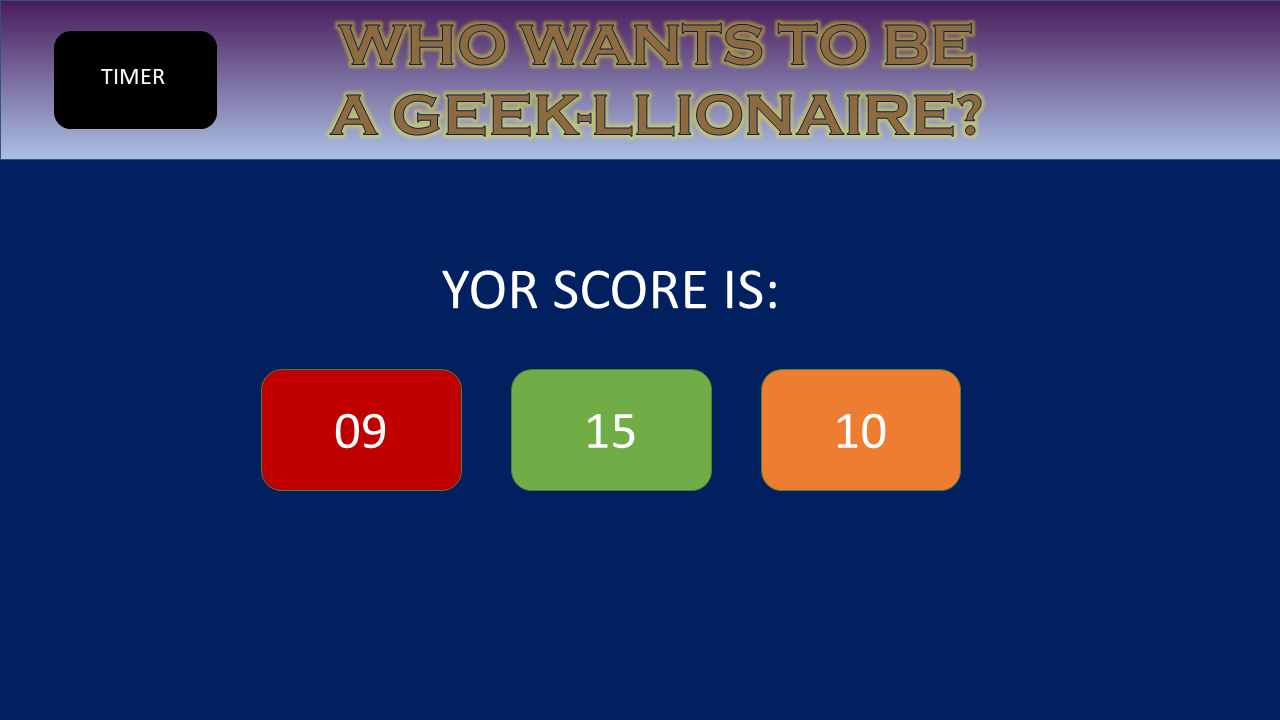 TIMER
WHO WANTS TO BE
A GEEK-LLIONAIRE?
YOR SCORE IS:
09
15
10